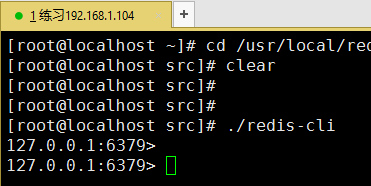 1 练习192.168.1.104 +
[root@localhost ~]# cd /usr/local/red
[root@localhost src]# clear
[root@localhost src]#
[root@localhost src]#
[root@localhost src]# ./redis-cli
127.0.0.1:6379>
127.0.0.1:6379>